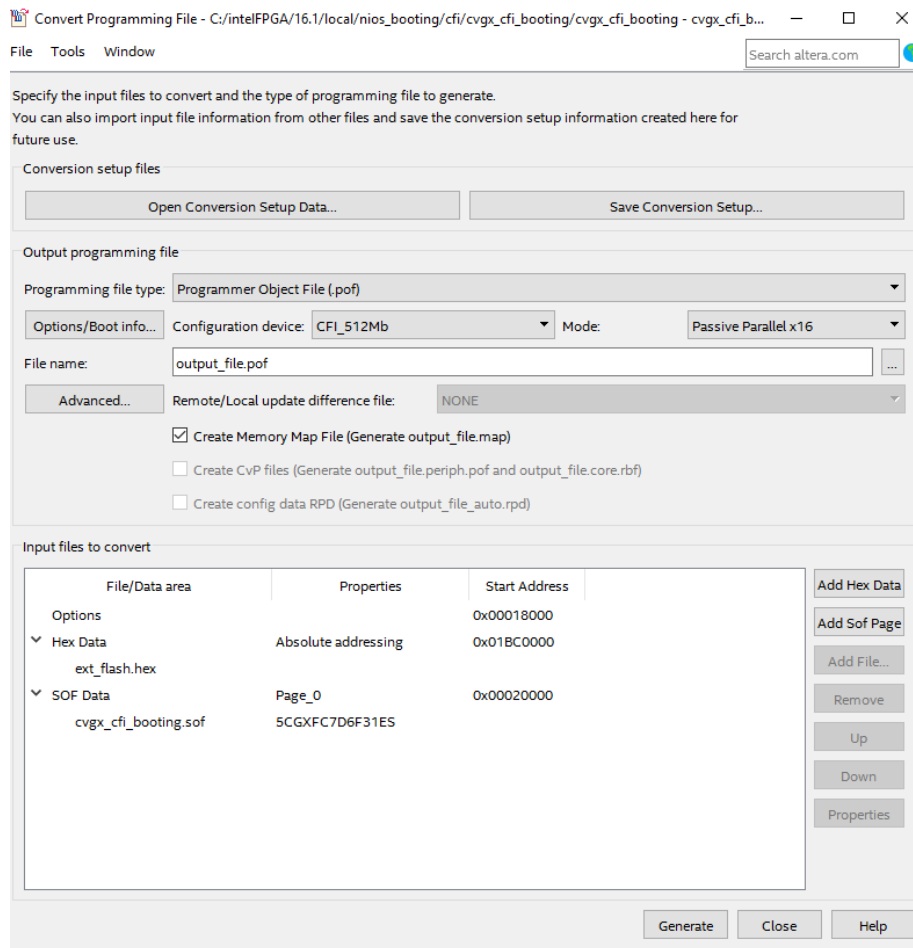 Convert Programming File - C:/intelFPGA/16.1/local/nios_booting/cfi/cvgx_cfi_booting/cvgx_cfi_booting - cvgx_cfi_b...
File Tools Window
Search altera.com
Specify the input files to convert and the type of programming file to generate.
You can also import input file information from other files and save the conversion setup information created here for
future use.
Conversion setup files
Open Conversion Setup Data... Save Conversion Setup...
Output programming file
Programming file type: Programmer Object File (.pof)
Options/Boot info... Configuration device: CFI_512Mb Mode: Passive Parallel x16
File name: output_file.pof ...
Advanced... Remote/Local update difference file: NONE
Create Memory Map File (Generate output_file.map)
Create CvP files (Generate output_file.periph.pof and output_file.core.rbf)
Create config data RPD (Generate output_file_auto.rpd)
Input files to convert
File/Data area Properties Start Address
Options 0x00018000
Hex Data Absolute addressing 0x01BC0000
ext_flash.hex
SOF Data Page_0 0x00020000
cvgx_cfi_booting.sof 5CGXFC7D6F31ES
Add Hex Data
Add Sof Page
Add File...
Remove
Up
Down
Properties
Generate Close Help